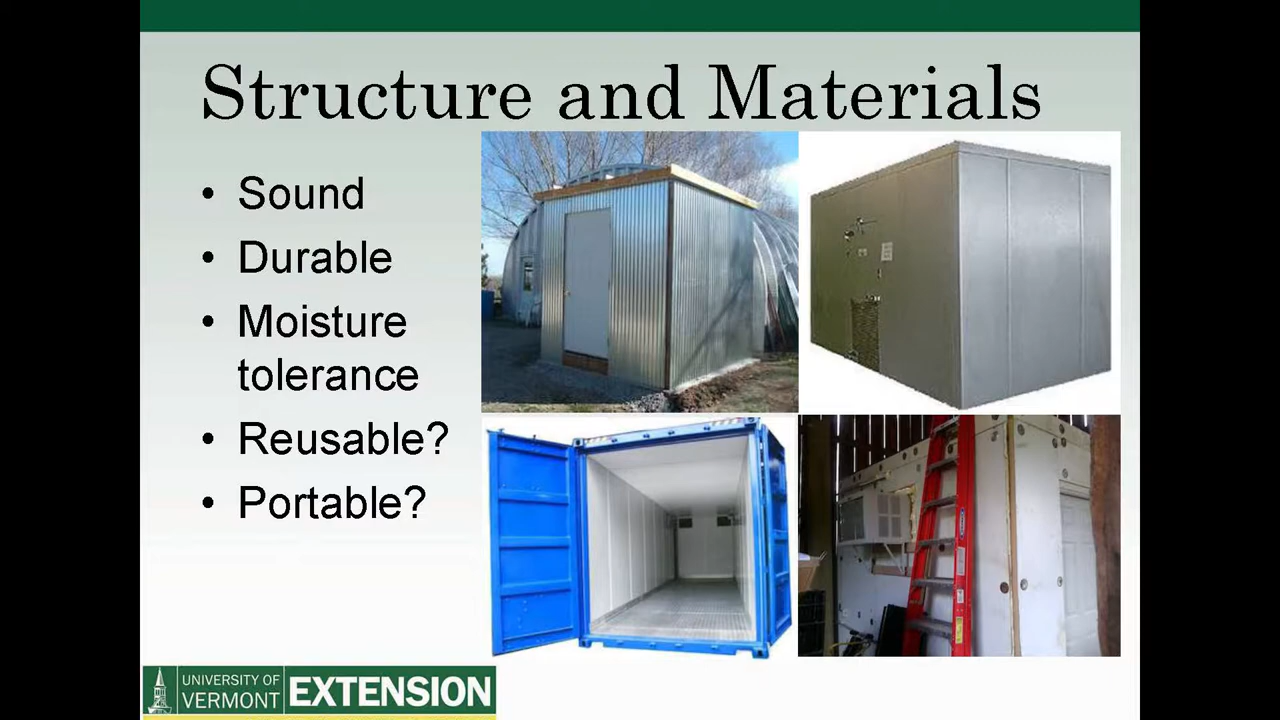 Structure and Materials
• Sound
• Durable
• Moisture
tolerance
• Reusable?
• Portable?
UNIVERSITY OF
VERMONT
EXTENSION